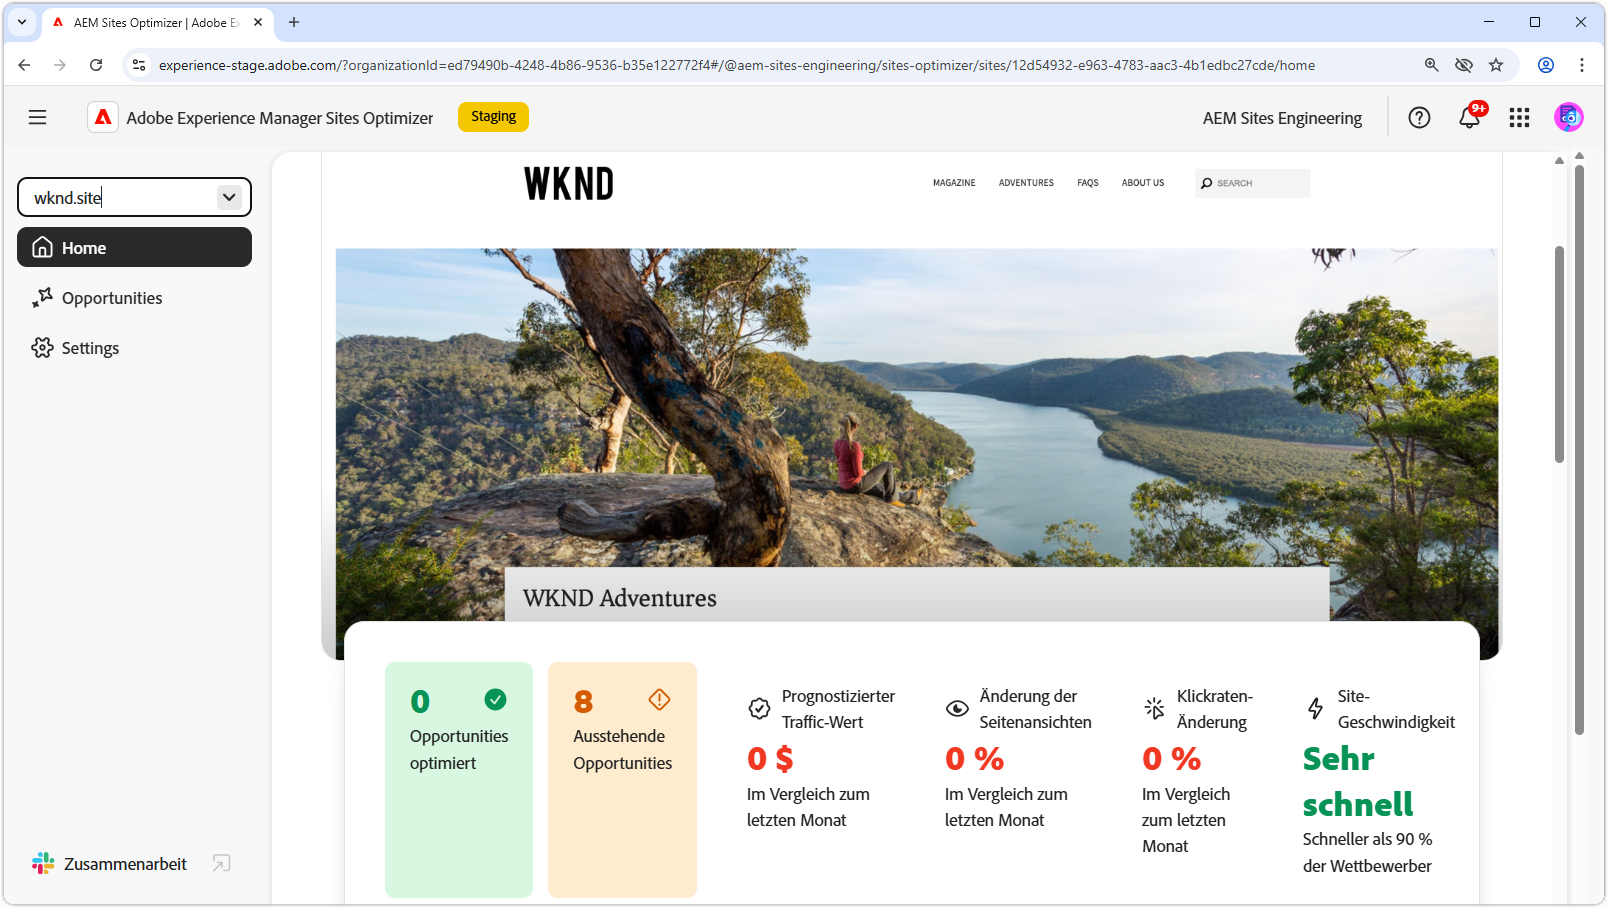 AEM Sites Optimizer | Adobe Ex
experience-stage.adobe.com/?organizationId=ed79490b-4248-4b86-9536-b35e122772f4#/@aem-sites-engineering/sites-optimizer/sites/12d54932-e963-4783-aac3-4b1edbc27cde/home
Adobe Experience Manager Sites Optimizer
Staging
AEM Sites Engineering
9+
wknd.site
Home
Opportunities
Settings
Zusammenarbeit
WKND
MAGAZINE
ADVENTURES
FAQS
ABOUT US
SEARCH
WKND Adventures
0
Opportunities
optimiert
8
Ausstehende
Opportunities
Prognostizierter
Traffic-Wert
0 $
Im Vergleich zum
letzten Monat
Änderung der
Seitenansichten
0 %
Im Vergleich zum
letzten Monat
Klickraten-
Änderung
0 %
Im Vergleich
zum letzten
Monat
Site-
Geschwindigkeit
Sehr
schnell
Schneller als 90 %
der Wettbewerber